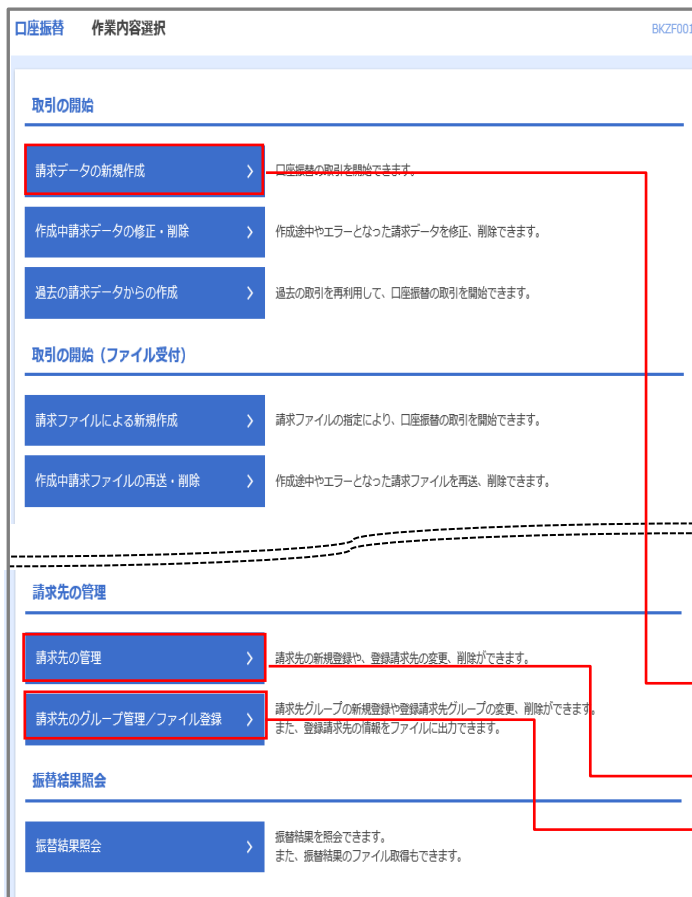 口座振替 作業内容選択 BKZF001
取引の開始
請求データの新規作成 口座振替の取引を開始できます。
作成中請求データの修正・削除 作成途中やエラーとなった請求データを修正、削除できます。
過去の請求データからの作成 過去の取引を再利用して、口座振替の取引を開始できます。
取引の開始（ファイル受付）
請求ファイルによる新規作成 請求ファイルの指定により、口座振替の取引を開始できます。
作成中請求ファイルの再送・削除 作成途中やエラーとなった請求ファイルを再送、削除できます。
請求先の管理
請求先の管理 請求先の新規登録や、登録請求先の変更、削除ができます。
請求先のグループ管理／ファイル登録 請求先グループの新規登録や登録請求先グループの変更、削除ができます。
また、登録請求先の情報をファイルに出力できます。
振替結果照会
振替結果照会 振替結果を照会できます。
また、振替結果のファイル取得もできます。